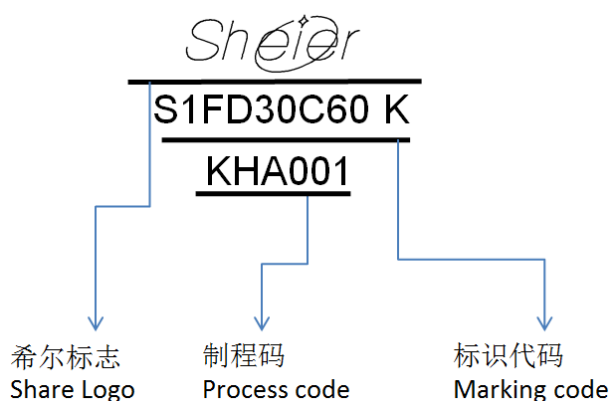 Sheier
S1FD30C60 K
KHA001
希尔标志 制程码 标识代码
Share Logo Process code Marking code